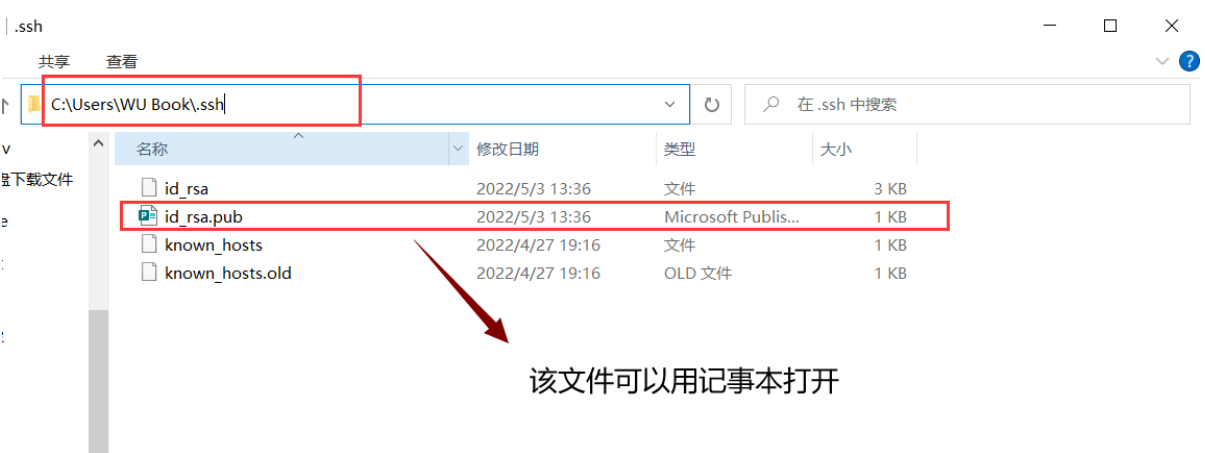 .ssh
共享 查看
C:\Users\WU Book\.ssh 在 .ssh 中搜索
名称 修改日期 类型 大小
盘下载文件
id_rsa 2022/5/3 13:36 文件 3 KB
id_rsa.pub 2022/5/3 13:36 Microsoft Publis... 1 KB
known_hosts 2022/4/27 19:16 文件 1 KB
known_hosts.old 2022/4/27 19:16 OLD 文件 1 KB
该文件可以用记事本打开